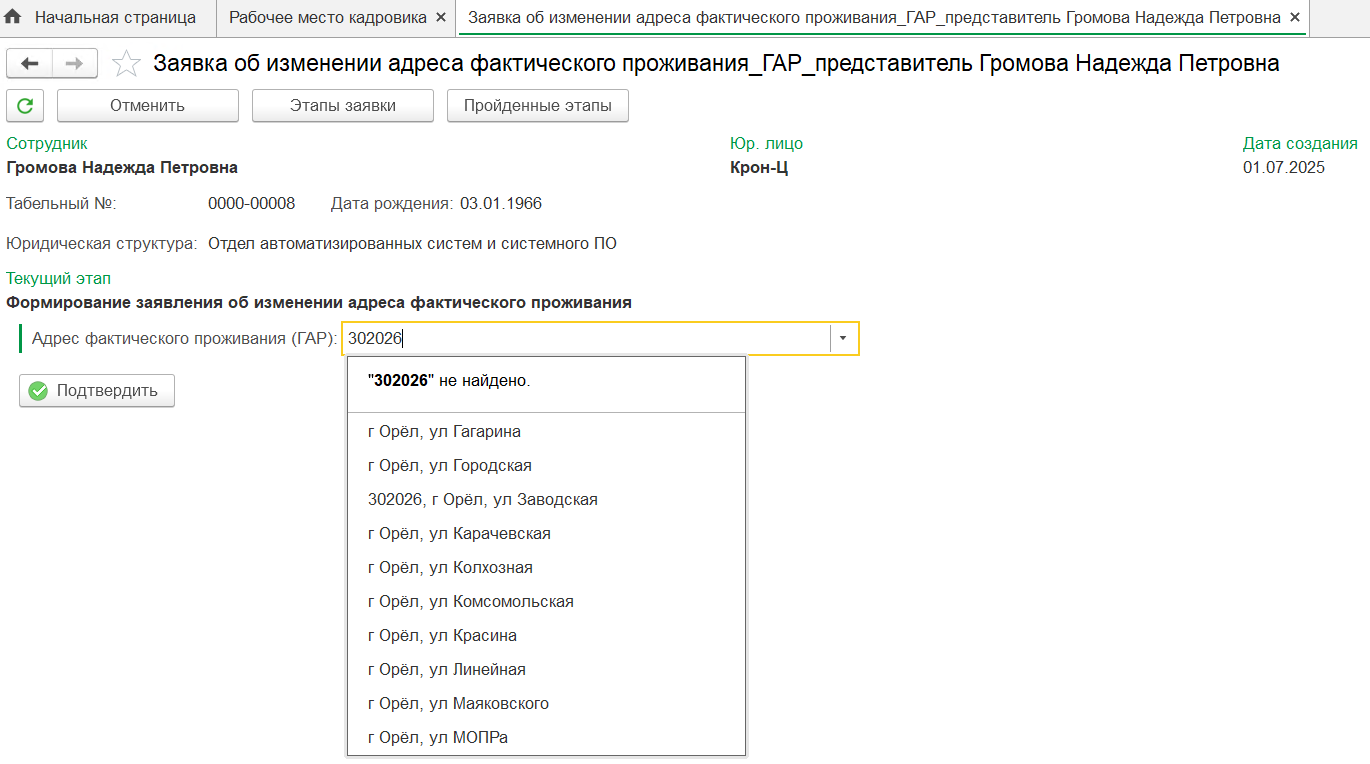 Начальная страница Рабочее место кадровика × Заявка об изменении адреса фактического проживания_ГАР_представитель Громова Надежда Петровна ×
Заявка об изменении адреса фактического проживания_ГАР_представитель Громова Надежда Петровна
Отменить Этапы заявки Пройденные этапы
Сотрудник Юр. лицо Дата создания
Громова Надежда Петровна Крон-Ц 01.07.2025
Табельный №: 0000-00008 Дата рождения: 03.01.1966
Юридическая структура: Отдел автоматизированных систем и системного ПО
Текущий этап
Формирование заявления об изменении адреса фактического проживания
Адрес фактического проживания (ГАР): 302026
"302026" не найдено.
Подтвердить
г Орёл, ул Гагарина
г Орёл, ул Городская
302026, г Орёл, ул Заводская
г Орёл, ул Карачевская
г Орёл, ул Колхозная
г Орёл, ул Комсомольская
г Орёл, ул Красина
г Орёл, ул Линейная
г Орёл, ул Маяковского
г Орёл, ул МОПРа